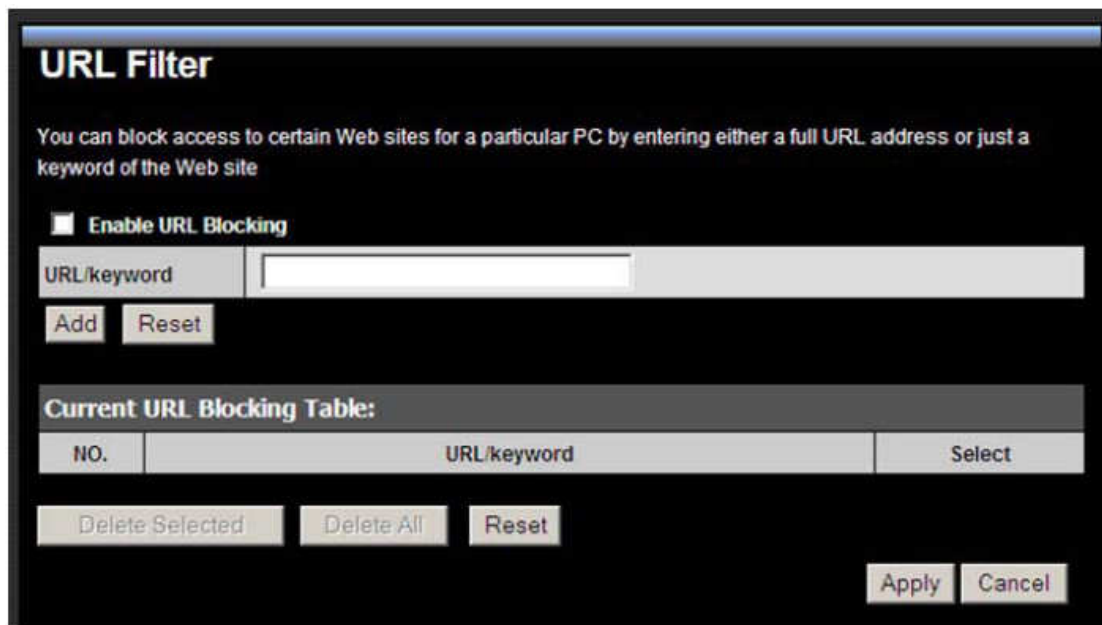 URL Filter
You can block access to certain Web sites for a particular PC by entering either a full URL address or just a
keyword of the Web site
Enable URL Blocking
URL/keyword
Add Reset
Current URL Blocking Table:
NO. URL/keyword Select
Delete Selected Delete All Reset
Apply Cancel